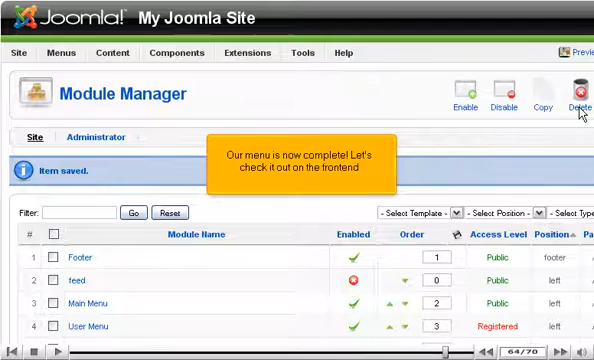 Joomla! My Joomla Site
Site Menus Content Components Extensions Tools Help Previe
Module Manager
Enable Disable Copy Delete
Site Administrator
Our menu is now complete! Let's
check it out on the frontend
Item saved.
Filter: Go Reset - Select Template - - Select Position - - Select Type
# Module Name Enabled Order Access Level Position Pa
1 Footer 1 Public footer
2 feed 0 Public left
3 Main Menu 2 Public left
4 User Menu 3 Registered left
64/70